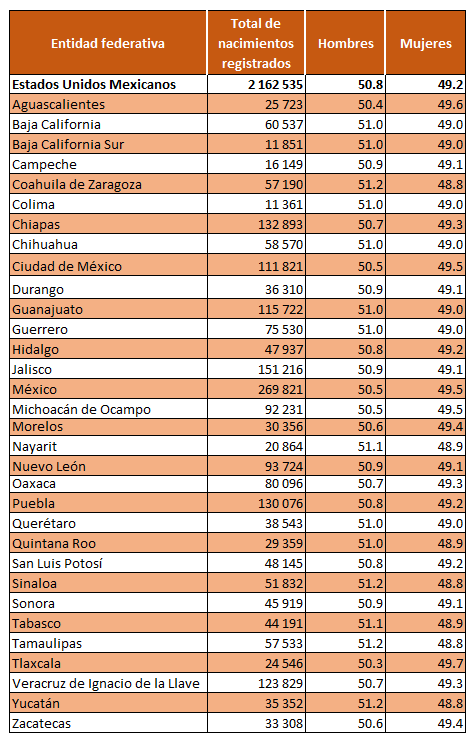 Entidad federativa Total de nacimientos registrados Hombres Mujeres
Estados Unidos Mexicanos 2 162 535 50.8 49.2
Aguascalientes 25 723 50.4 49.6
Baja California 60 537 51.0 49.0
Baja California Sur 11 851 51.0 49.0
Campeche 16 149 50.9 49.1
Coahuila de Zaragoza 57 190 51.2 48.8
Colima 11 361 51.0 49.0
Chiapas 132 893 50.7 49.3
Chihuahua 58 570 51.0 49.0
Ciudad de México 111 821 50.5 49.5
Durango 36 310 50.9 49.1
Guanajuato 115 722 51.0 49.0
Guerrero 75 530 51.0 49.0
Hidalgo 47 937 50.8 49.2
Jalisco 151 216 50.9 49.1
México 269 821 50.5 49.5
Michoacán de Ocampo 92 231 50.5 49.5
Morelos 30 356 50.6 49.4
Nayarit 20 864 51.1 48.9
Nuevo León 93 724 50.9 49.1
Oaxaca 80 096 50.7 49.3
Puebla 130 076 50.8 49.2
Querétaro 38 543 51.0 49.0
Quintana Roo 29 359 51.0 48.9
San Luis Potosí 48 145 50.8 49.2
Sinaloa 51 832 51.2 48.8
Sonora 45 919 50.9 49.1
Tabasco 44 191 51.1 48.9
Tamaulipas 57 533 51.2 48.8
Tlaxcala 24 546 50.3 49.7
Veracruz de Ignacio de la Llave 123 829 50.7 49.3
Yucatán 35 352 51.2 48.8
Zacatecas 33 308 50.6 49.4